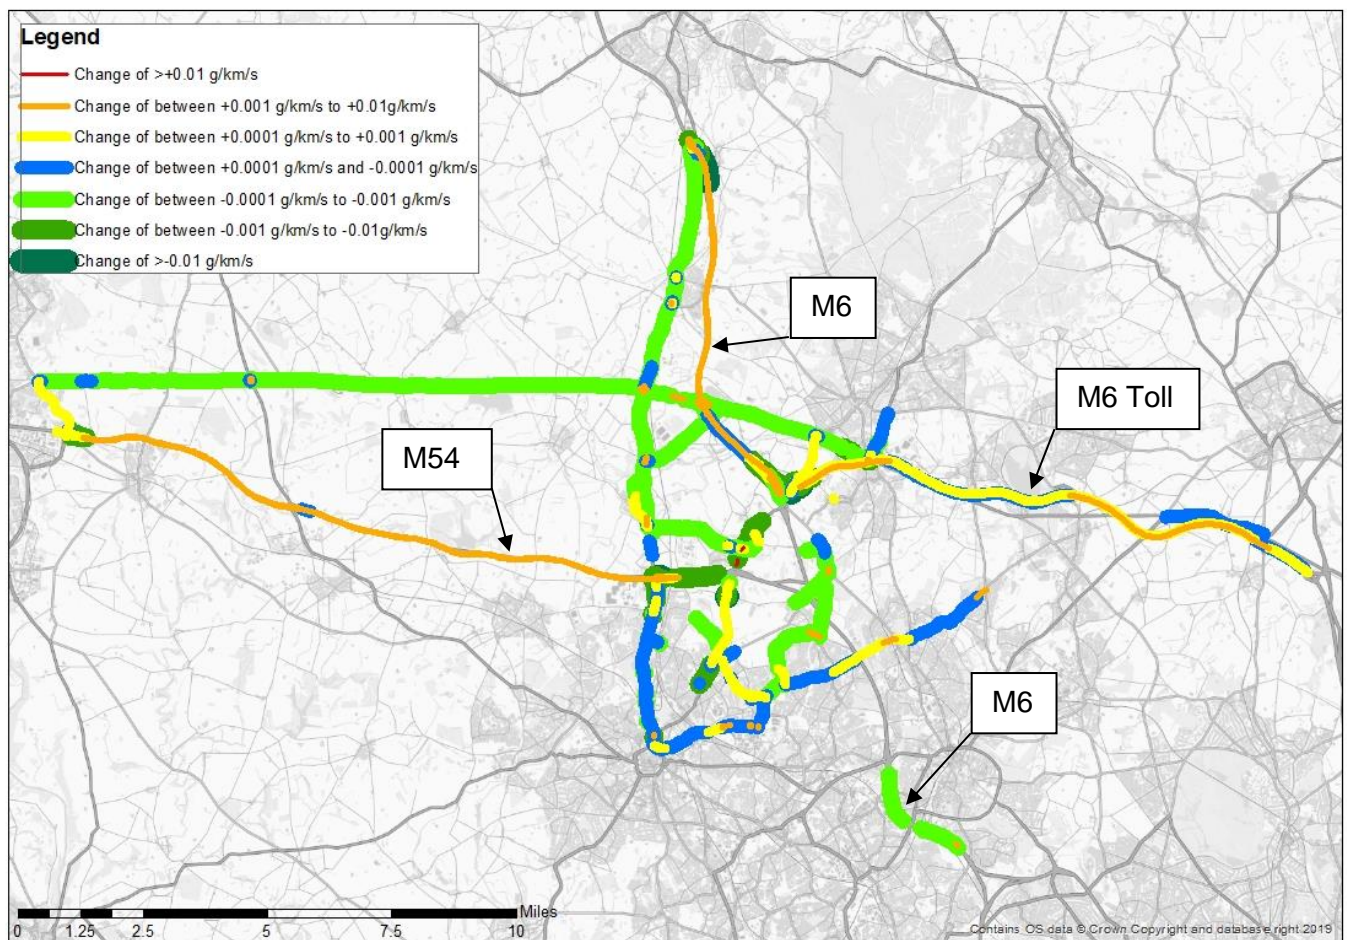 Legend
Change of >+0.01 g/km/s
Change of between +0.001 g/km/s to +0.01g/km/s
Change of between +0.0001 g/km/s to +0.001 g/km/s
Change of between +0.0001 g/km/s and -0.0001 g/km/s
Change of between -0.0001 g/km/s to -0.001 g/km/s
Change of between -0.001 g/km/s to -0.01g/km/s
Change of >-0.01 g/km/s
M6
M6 Toll
M54
M6
Miles
0 1.25 2.5 5 7.5 10
Contains OS data © Crown Copyright and database right 2019